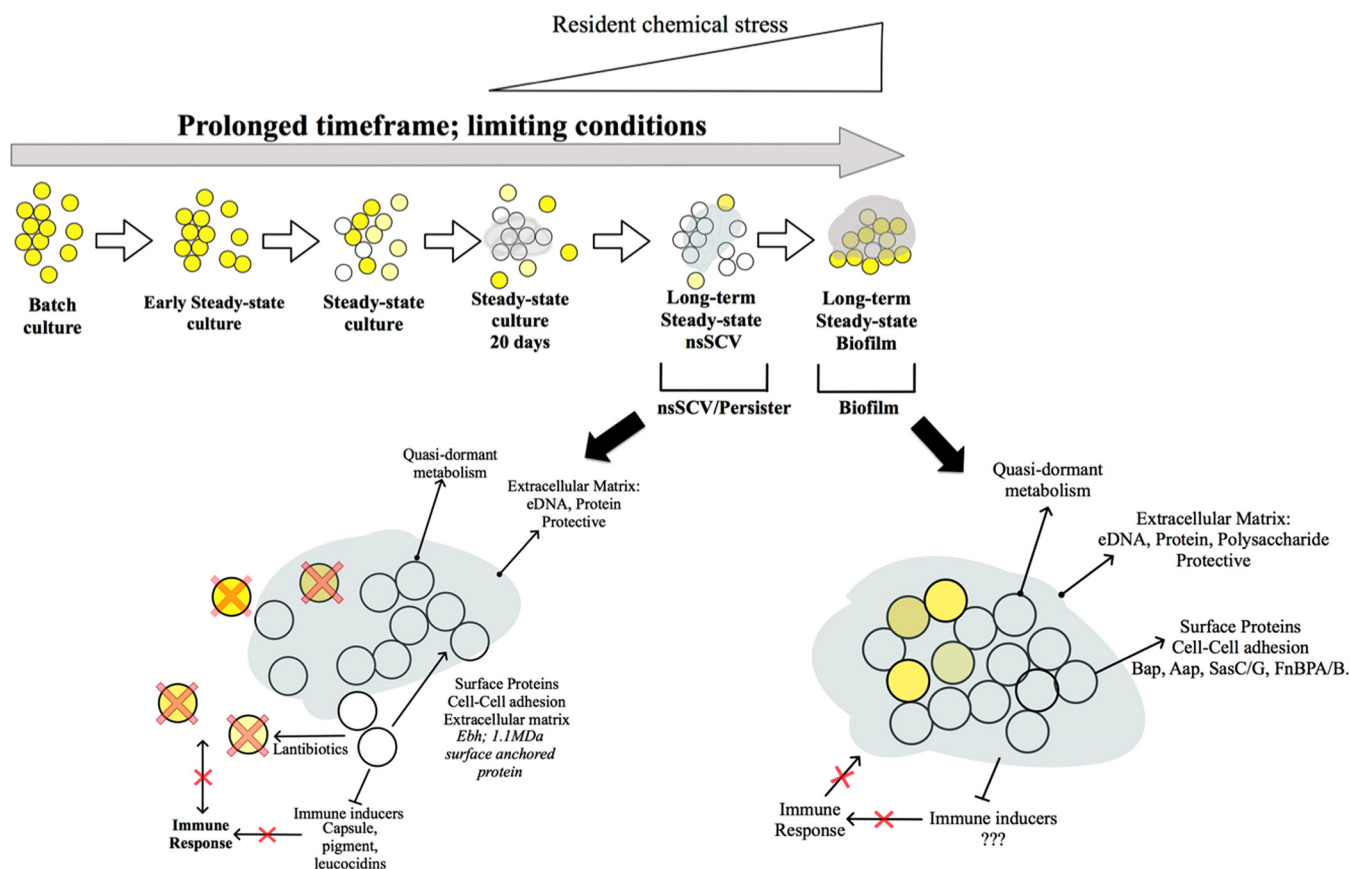 Resident chemical stress
Prolonged timeframe; limiting conditions
Batch
culture
Early Steady-state
culture
Steady-state
culture
Steady-state
culture
20 days
Long-term
Steady-state
nsSCV
Long-term
Steady-state
Biofilm
nsSCV/Persister
Biofilm
Quasi-dormant
metabolism
Extracellular Matrix:
eDNA, Protein
Protective
Surface Proteins
Cell-Cell adhesion
Extracellular matrix
Ebh; 1.1MDa
surface anchored
protein
Lantibiotics
Immune inducers
Capsule,
pigment,
leucocidins
Immune
Response
Quasi-dormant
metabolism
Extracellular Matrix:
eDNA, Protein, Polysaccharide
Protective
Surface Proteins
Cell-Cell adhesion
Bap, Aap, SasC/G, FnBPA/B.
Immune
Response
Immune inducers
???